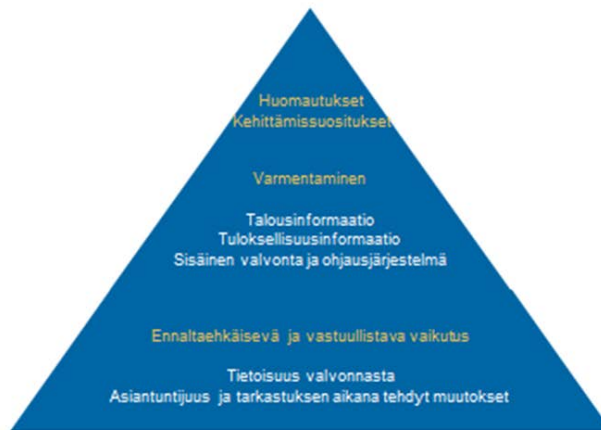 Huomautukset
Kehittämissuositukset
Varmentaminen
Talousinformaatio
Tuloksellisuusinformaatio
Sisäinen valvonta ja ohjausjärjestelmä
Ennaltaehkäisevä ja vastuullistava vaikutus
Tietoisuus valvonnasta
Asiantuntijuus ja tarkastuksen aikana tehdyt muutokset